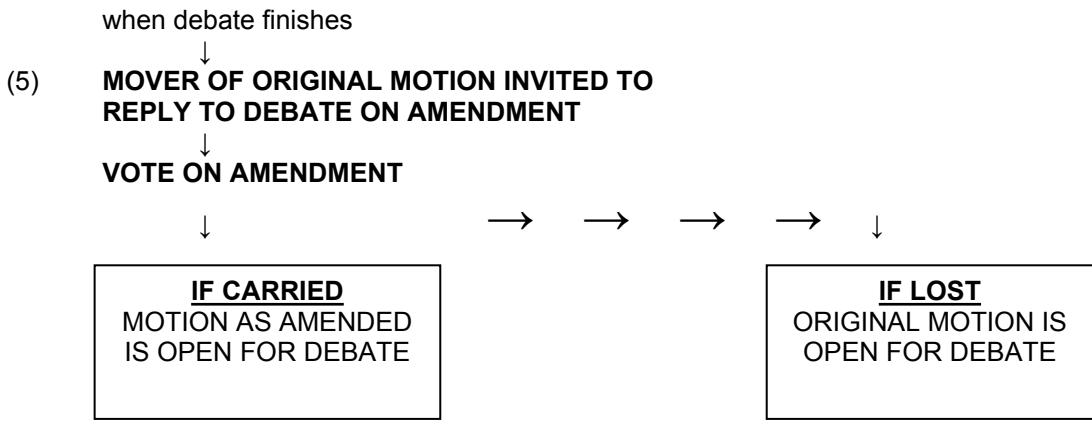 when debate finishes
↓
(5) MOVER OF ORIGINAL MOTION INVITED TO
REPLY TO DEBATE ON AMENDMENT
↓
VOTE ON AMENDMENT
↓ → → → → ↓
IF CARRIED
MOTION AS AMENDED
IS OPEN FOR DEBATE
IF LOST
ORIGINAL MOTION IS
OPEN FOR DEBATE